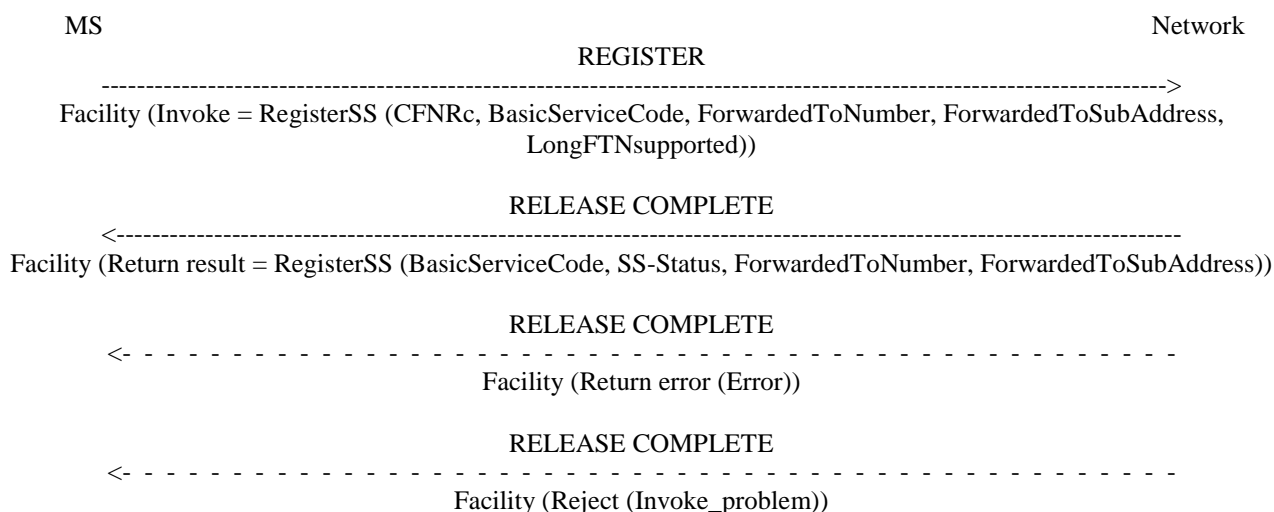 MS Network
REGISTER
------------------------------------------------------------------------------------------------------------------------>
Facility (Invoke = RegisterSS (CFNRc, BasicServiceCode, ForwardedToNumber, ForwardedToSubAddress,
LongFTNsupported))
RELEASE COMPLETE
<------------------------------------------------------------------------------------------------------------------------
Facility (Return result = RegisterSS (BasicServiceCode, SS-Status, ForwardedToNumber, ForwardedToSubAddress))
RELEASE COMPLETE
<- - - - - - - - - - - - - - - - - - - - - - - - - - - - - - - - - - - - - - - - - - - - - - - -
Facility (Return error (Error))
RELEASE COMPLETE
<- - - - - - - - - - - - - - - - - - - - - - - - - - - - - - - - - - - - - - - - - - - - - - - -
Facility (Reject (Invoke_problem))